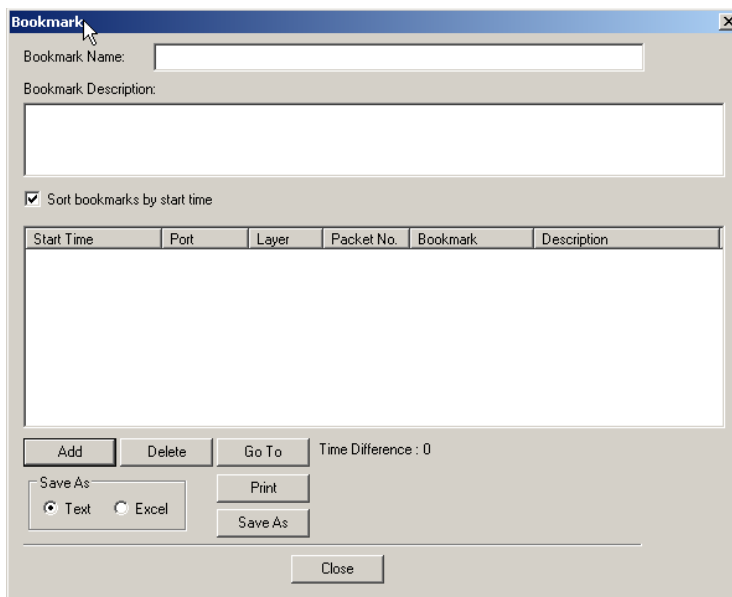 Bookmark
Bookmark Name:
Bookmark Description:
Sort bookmarks by start time
Start Time Port Layer Packet No. Bookmark Description
Add Delete Go To Time Difference : 0
Save As Print
Text Excel
Save As
Close